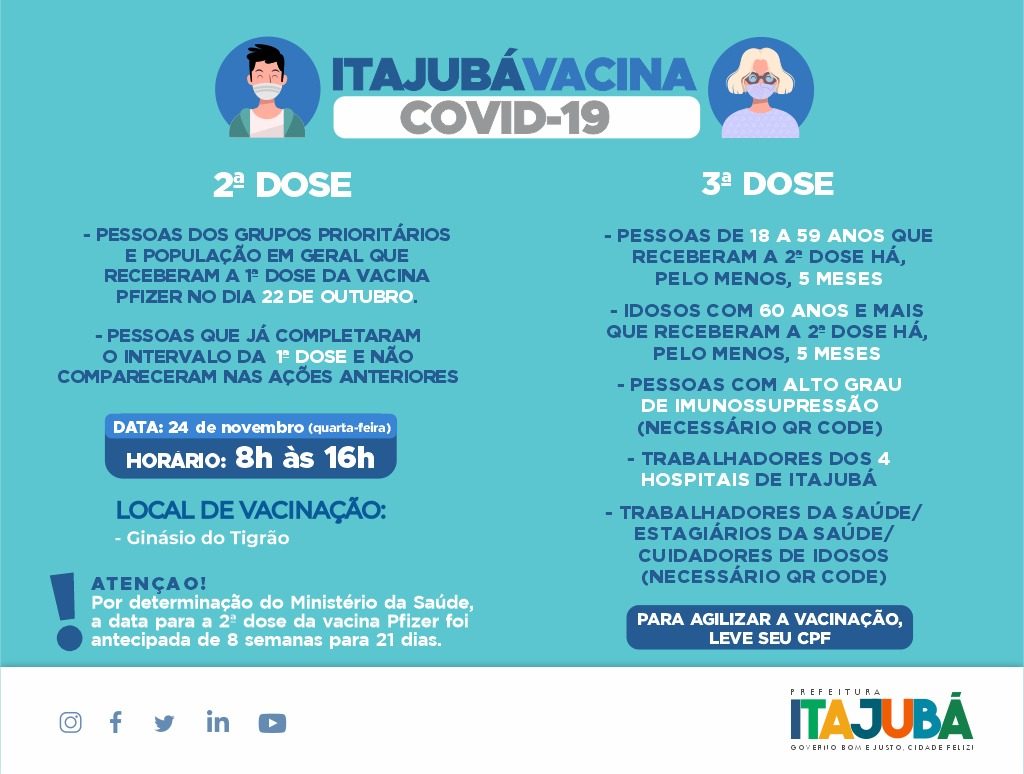 ITAJUBÁVACINA
COVID-19
2ª DOSE
- PESSOAS DOS GRUPOS PRIORITÁRIOS
E POPULAÇÃO EM GERAL QUE
RECEBERAM A 1ª DOSE DA VACINA
PFIZER NO DIA 22 DE OUTUBRO.
- PESSOAS QUE JÁ COMPLETARAM
O INTERVALO DA 1ª DOSE E NÃO
COMPARECERAM NAS AÇÕES ANTERIORES
DATA: 24 de novembro (quarta-feira)
HORÁRIO: 8h às 16h
LOCAL DE VACINAÇÃO:
- Ginásio do Tigrão
ATENÇAO!
Por determinação do Ministério da Saúde,
a data para a 2ª dose da vacina Pfizer foi
antecipada de 8 semanas para 21 dias.
3ª DOSE
- PESSOAS DE 18 A 59 ANOS QUE
RECEBERAM A 2ª DOSE HÁ,
PELO MENOS, 5 MESES
- IDOSOS COM 60 ANOS E MAIS
QUE RECEBERAM A 2ª DOSE HÁ,
PELO MENOS, 5 MESES
- PESSOAS COM ALTO GRAU
DE IMUNOSSUPRESSÃO
(NECESSÁRIO QR CODE)
- TRABALHADORES DOS 4
HOSPITAIS DE ITAJUBÁ
- TRABALHADORES DA SAÚDE/
ESTAGIÁRIOS DA SAÚDE/
CUIDADORES DE IDOSOS
(NECESSÁRIO QR CODE)
PARA AGILIZAR A VACINAÇÃO,
LEVE SEU CPF
PREFEITURA
ITAJUBÁ
GOVERNO BOM E JUSTO, CIDADE FELIZ!